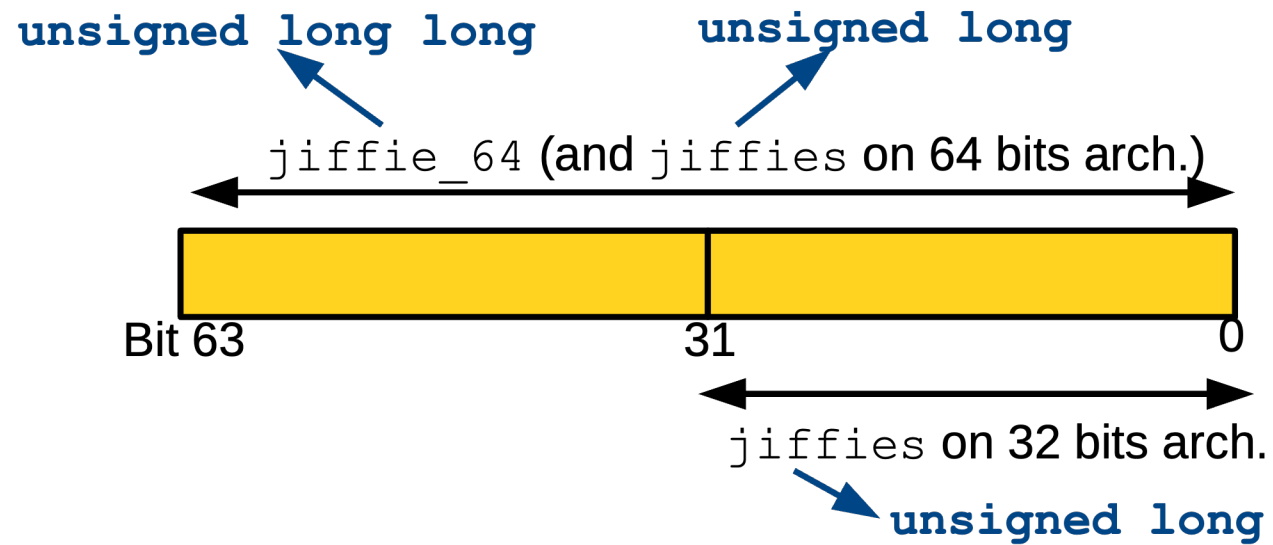 unsigned long long unsigned long
jiffie_64 (and jiffies on 64 bits arch.)
Bit 63 31 0
jiffies on 32 bits arch.
unsigned long